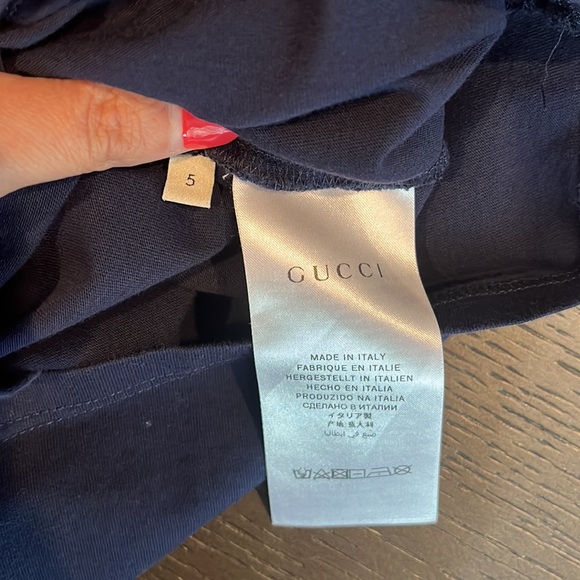 5
GUCCI
MADE IN ITALY
FABRIQUE EN ITALIE
HERGESTELLT IN ITALIEN
HECHO EN ITALIA
PRODUZIDO NA ITALIA
СДЕЛАНО В ИТАЛИИ
イタリア製
产地:意大利
صنع في ايطاليا